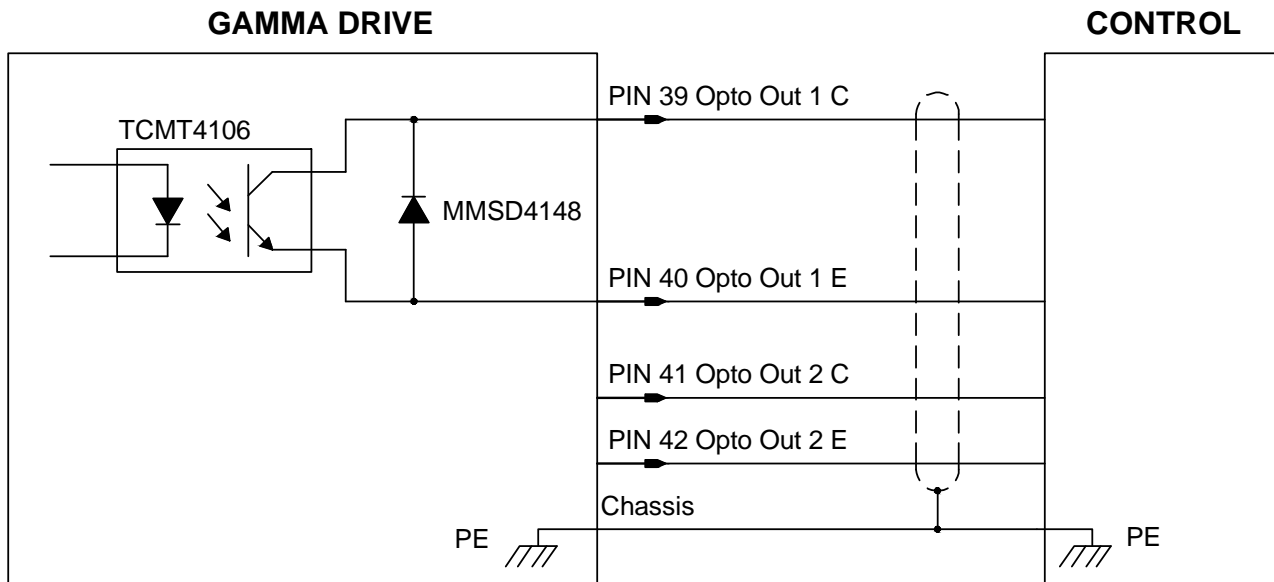 GAMMA DRIVE
CONTROL
PIN 39 Opto Out 1 C
TCMT4106
MMSD4148
PIN 40 Opto Out 1 E
PIN 41 Opto Out 2 C
PIN 42 Opto Out 2 E
Chassis
PE
PE